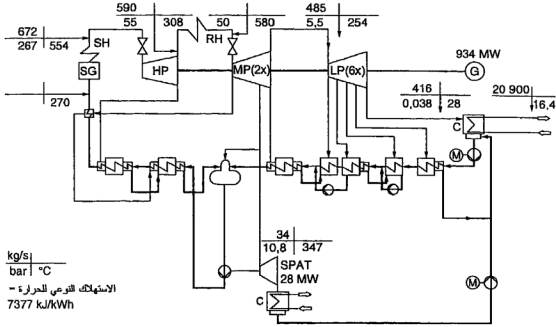 590
55 308
50 580
485
5,5 254
672
267 554
SH
RH
SG
HP
MP(2x)
LP(6x)
G
934 MW
270
416
0,038 28
20 900
16,4
C
M
34
10,8 347
SPAT
28 MW
C
M
kg/s
bar °C
الاستهلاك النوعي للحرارة –
7377 kJ/kWh